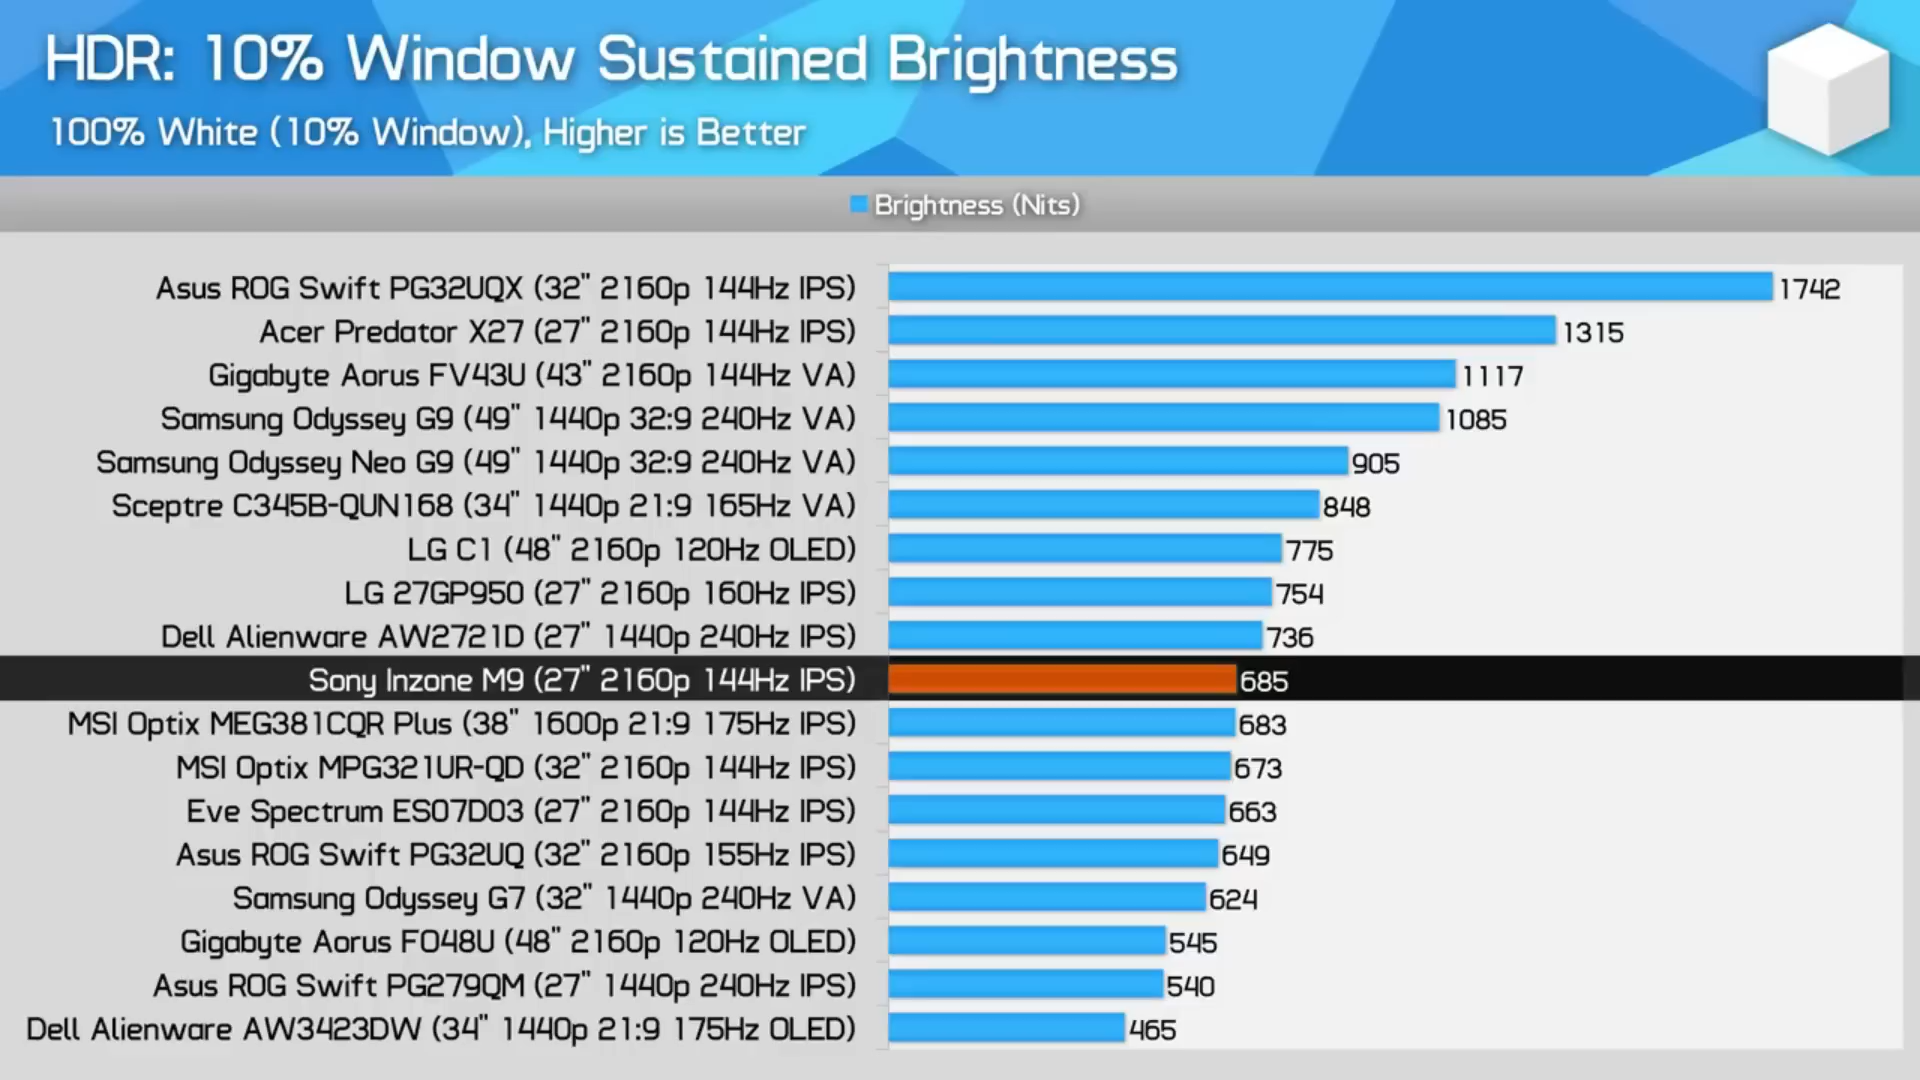 HDR: 10% Window Sustained Brightness
100% White (10% Window), Higher is Better
Brightness (Nits)
Asus ROG Swift PG32UQX (32" 2160p 144Hz IPS) 1742
Acer Predator X27 (27" 2160p 144Hz IPS) 1315
Gigabyte Aorus FV43U (43" 2160p 144Hz VA) 1117
Samsung Odyssey G9 (49" 1440p 32:9 240Hz VA) 1085
Samsung Odyssey Neo G9 (49" 1440p 32:9 240Hz VA) 905
Sceptre C345B-QUN168 (34" 1440p 21:9 165Hz VA) 848
LG C1 (48" 2160p 120Hz OLED) 775
LG 27GP950 (27" 2160p 160Hz IPS) 754
Dell Alienware AW2721D (27" 1440p 240Hz IPS) 736
Sony Inzone M9 (27" 2160p 144Hz IPS) 685
MSI Optix MEG381CQR Plus (38" 1600p 21:9 175Hz IPS) 683
MSI Optix MPG321UR-QD (32" 2160p 144Hz IPS) 673
Eve Spectrum ES07D03 (27" 2160p 144Hz IPS) 663
Asus ROG Swift PG32UQ (32" 2160p 155Hz IPS) 649
Samsung Odyssey G7 (32" 1440p 240Hz VA) 624
Gigabyte Aorus FO48U (48" 2160p 120Hz OLED) 545
Asus ROG Swift PG279QM (27" 1440p 240Hz IPS) 540
Dell Alienware AW3423DW (34" 1440p 21:9 175Hz OLED) 465